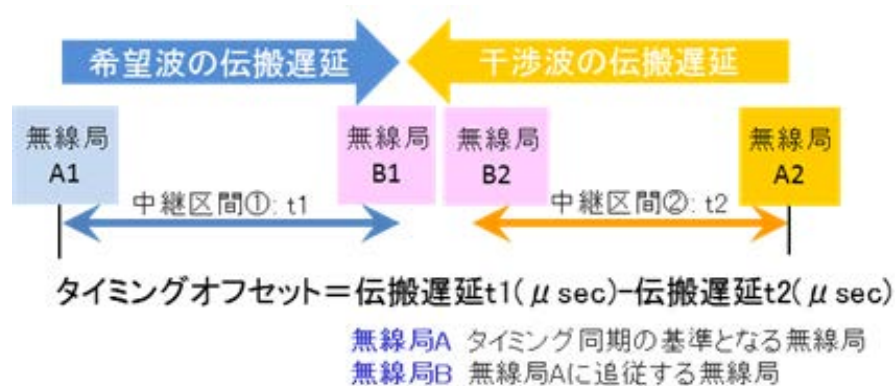 希望波の伝搬遅延
干渉波の伝搬遅延
無線局
A1
無線局
B1
無線局
B2
無線局
A2
中継区間①: t1
中継区間②: t2
タイミングオフセット＝伝搬遅延t1(μsec)-伝搬遅延t2(μsec)
無線局A タイミング同期の基準となる無線局
無線局B 無線局Aに追従する無線局